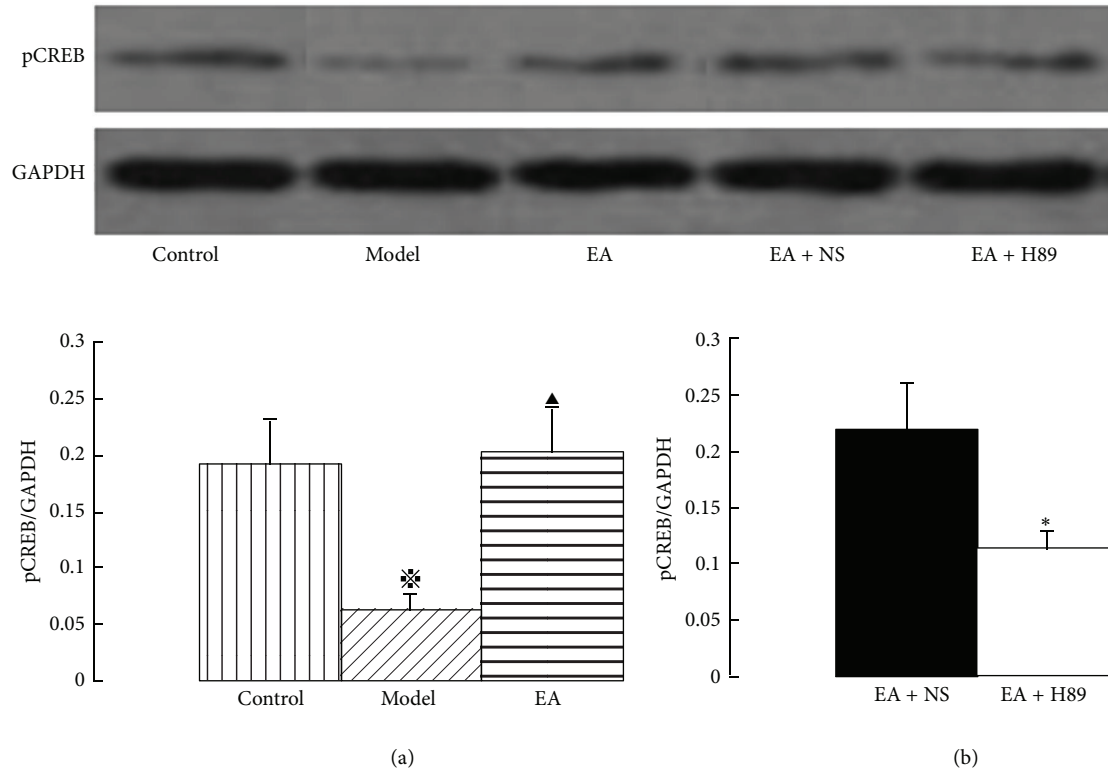 pCREB
GAPDH
Control Model EA EA + NS EA + H89
pCREB/GAPDH
0.3
0.25
0.2
0.15
0.1
0.05
0
※
▲
Control Model EA
(a)
pCREB/GAPDH
0.3
0.25
0.2
0.15
0.1
0.05
0
*
EA + NS EA + H89
(b)